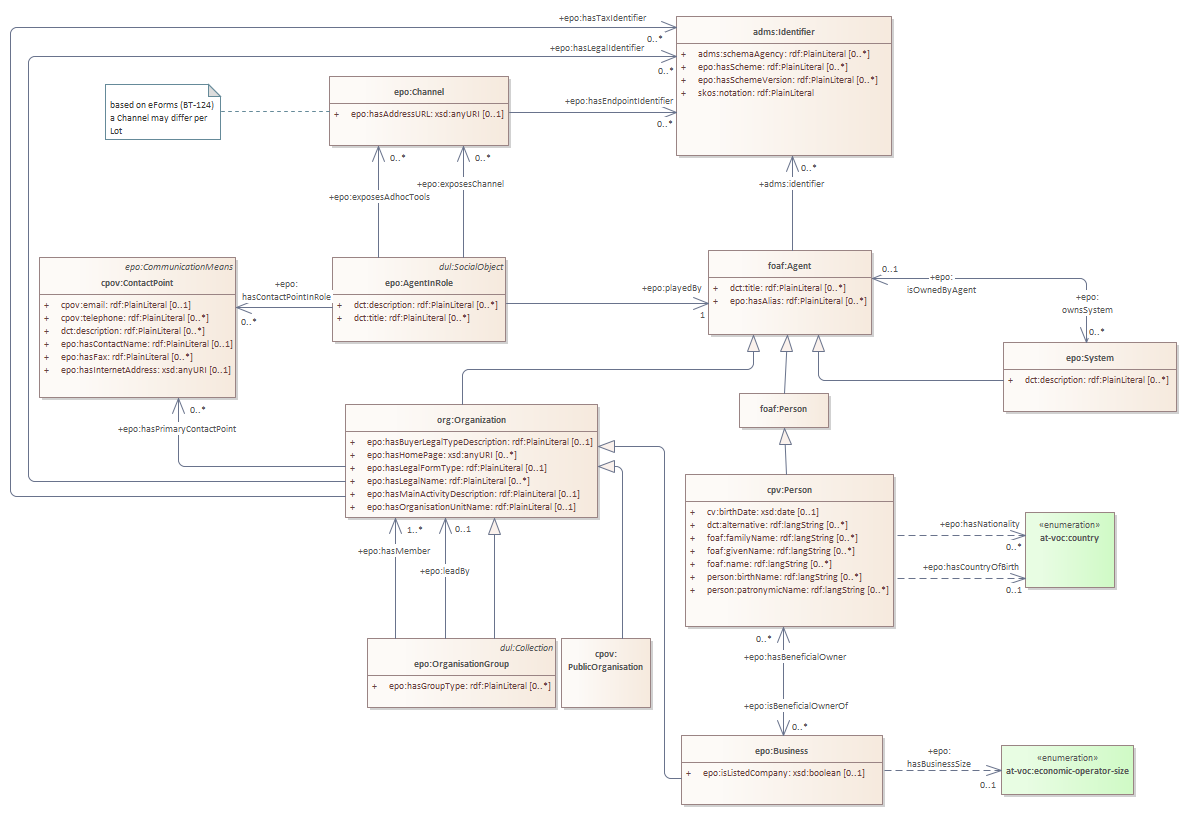 +epo:hasTaxIdentifier
0..*
+epo:hasLegalIdentifier
0..*
adms:Identifier
+ adms:schemaAgency: rdf:PlainLiteral [0..*]
+ epo:hasScheme: rdf:PlainLiteral [0..*]
+ epo:hasSchemeVersion: rdf:PlainLiteral [0..*]
+ skos:notation: rdf:PlainLiteral
based on eForms (BT-124)
a Channel may differ per
Lot
epo:Channel
+ epo:hasAddressURL: xsd:anyURI [0..1]
+epo:hasEndpointIdentifier
0..*
0..*
0..*
+epo:exposesChannel
+epo:exposesAdhocTools
0..*
+adms:identifier
epo:CommunicationMeans
cpov:ContactPoint
+ cpov:email: rdf:PlainLiteral [0..1]
+ cpov:telephone: rdf:PlainLiteral [0..*]
+ dct:description: rdf:PlainLiteral [0..*]
+ epo:hasContactName: rdf:PlainLiteral [0..1]
+ epo:hasFax: rdf:PlainLiteral [0..*]
+ epo:hasInternetAddress: xsd:anyURI [0..1]
+epo:
hasContactPointInRole
0..*
dul:SocialObject
epo:AgentInRole
+ dct:description: rdf:PlainLiteral [0..*]
+ dct:title: rdf:PlainLiteral [0..*]
+epo:playedBy
1
foaf:Agent
+ dct:title: rdf:PlainLiteral [0..*]
+ epo:hasAlias: rdf:PlainLiteral [0..*]
0..1
+epo:
isOwnedByAgent
+epo:
ownsSystem
0..*
epo:System
+ dct:description: rdf:PlainLiteral [0..*]
0..*
+epo:hasPrimaryContactPoint
org:Organization
+ epo:hasBuyerLegalTypeDescription: rdf:PlainLiteral [0..1]
+ epo:hasHomePage: xsd:anyURI [0..*]
+ epo:hasLegalFormType: rdf:PlainLiteral [0..1]
+ epo:hasLegalName: rdf:PlainLiteral [0..*]
+ epo:hasMainActivityDescription: rdf:PlainLiteral [0..1]
+ epo:hasOrganisationUnitName: rdf:PlainLiteral [0..1]
foaf:Person
cpv:Person
+ cv:birthDate: xsd:date [0..1]
+ dct:alternative: rdf:langString [0..*]
+ foaf:familyName: rdf:langString [0..*]
+ foaf:givenName: rdf:langString [0..*]
+ foaf:name: rdf:langString [0..*]
+ person:birthName: rdf:langString [0..*]
+ person:patronymicName: rdf:langString [0..*]
+epo:hasNationality
0..*
+epo:hasCountryOfBirth
0..1
«enumeration»
at-voc:country
1..*
+epo:hasMember
0..1
+epo:leadBy
dul:Collection
epo:OrganisationGroup
+ epo:hasGroupType: rdf:PlainLiteral [0..*]
cpov:
PublicOrganisation
0..*
+epo:hasBeneficialOwner
+epo:isBeneficialOwnerOf
0..*
epo:Business
+ epo:isListedCompany: xsd:boolean [0..1]
+epo:
hasBusinessSize
0..1
«enumeration»
at-voc:economic-operator-size